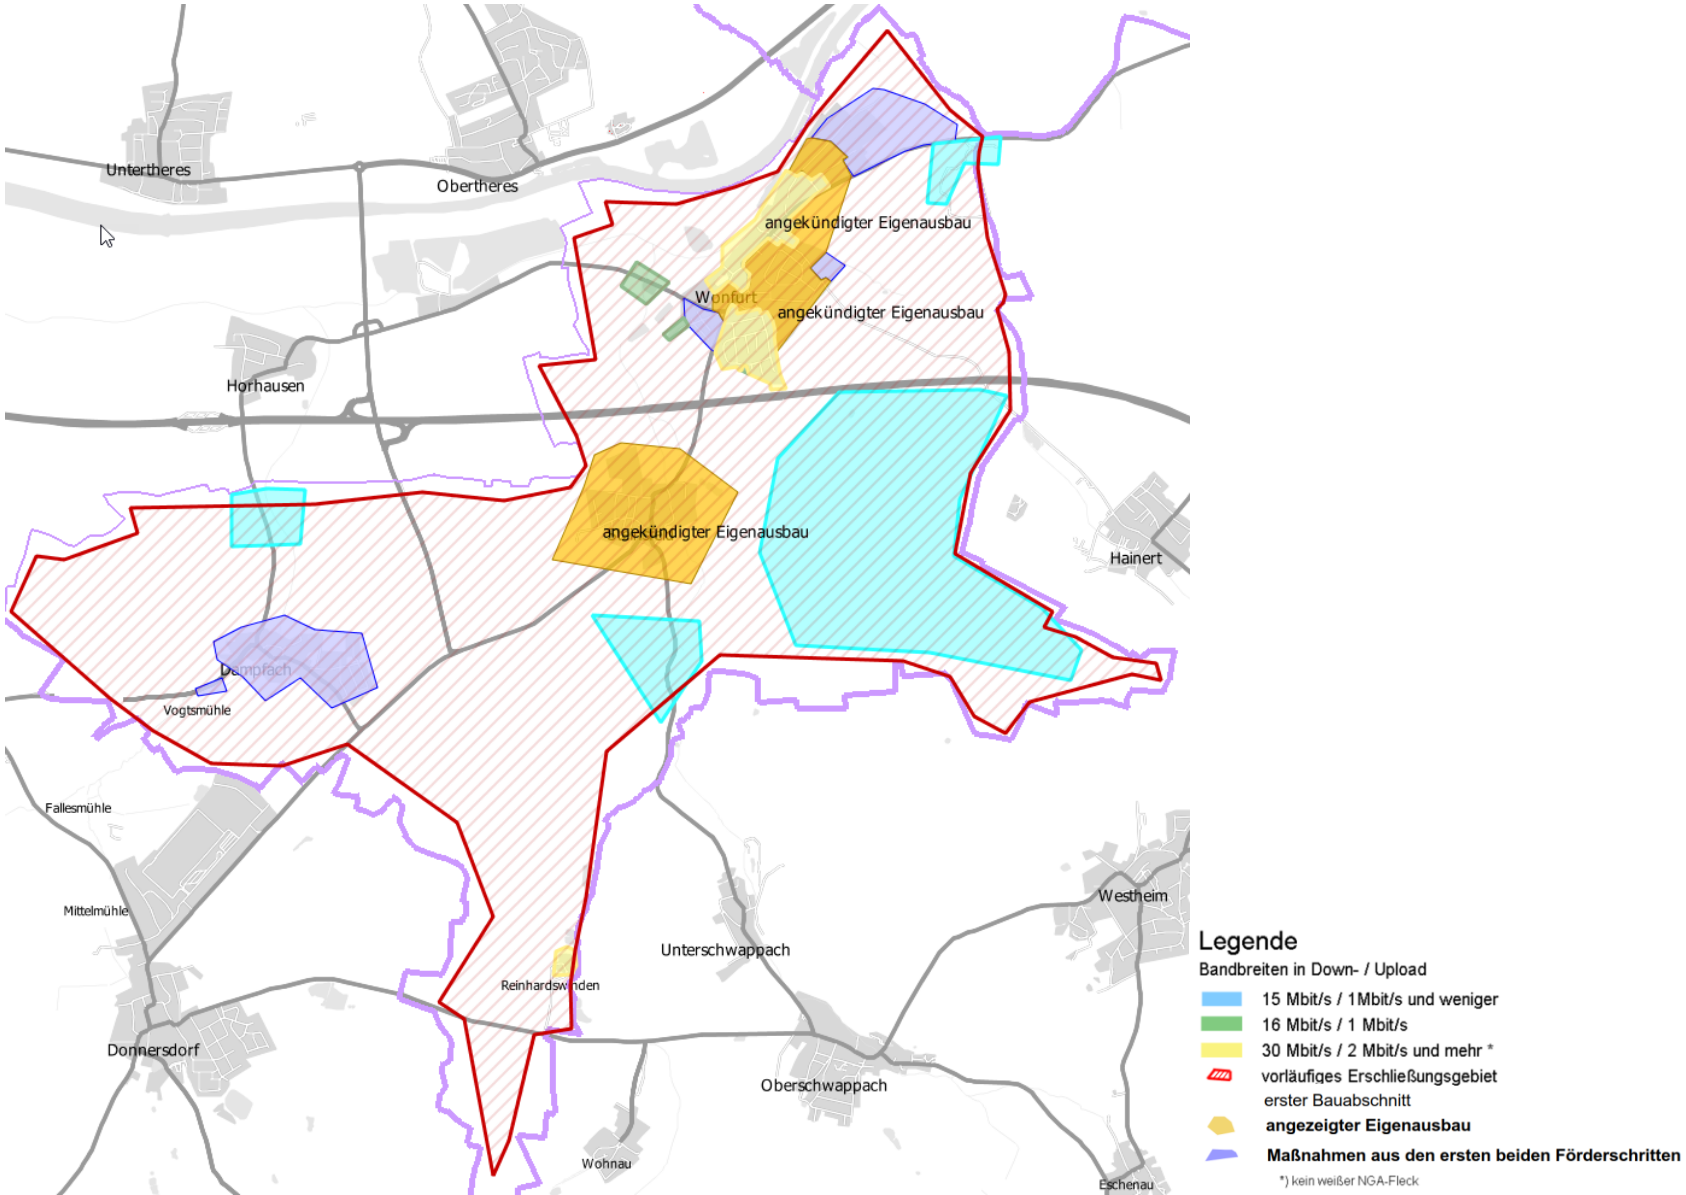 Untertheres
Obertheres
angekündigter Eigenausbau
Wonfurt
angekündigter Eigenausbau
Horhausen
angekündigter Eigenausbau
Hainert
Dampfach
Vogtsmühle
Fallesmühle
Mittelmühle
Westheim
Unterschwappach
Reinhardswinden
Donnersdorf
Oberschwappach
Wohnau
Eschenau
Legende
Bandbreiten in Down- / Upload
15 Mbit/s / 1Mbit/s und weniger
16 Mbit/s / 1 Mbit/s
30 Mbit/s / 2 Mbit/s und mehr *
vorläufiges Erschließungsgebiet
erster Bauabschnitt
angezeigter Eigenausbau
Maßnahmen aus den ersten beiden Förderschritten
*) kein weißer NGA-Fleck